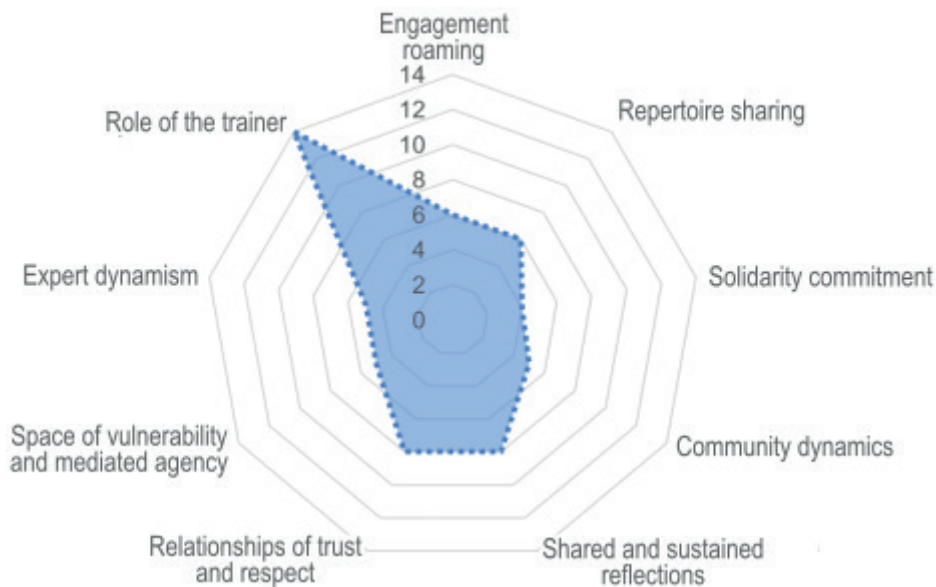 Engagement
roaming
14
12
10
8
6
4
2
0
Repertoire sharing
Solidarity commitment
Community dynamics
Shared and sustained
reflections
Relationships of trust
and respect
Space of vulnerability
and mediated agency
Expert dynamism
Role of the trainer